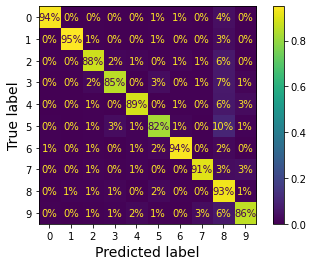 0 94% 0% 0% 0% 0% 1% 1% 0% 4% 0%
1 0% 95% 1% 0% 0% 1% 0% 0% 3% 0%
2 0% 0% 88% 2% 1% 0% 1% 1% 6% 0%
3 0% 0% 2% 85% 0% 3% 0% 1% 7% 1%
4 0% 0% 1% 0% 89% 0% 1% 0% 6% 3%
5 0% 0% 1% 3% 1% 82% 1% 0% 10% 1%
6 1% 0% 1% 0% 1% 2% 94% 0% 2% 0%
7 0% 0% 1% 0% 1% 0% 0% 91% 3% 3%
8 0% 1% 1% 1% 0% 2% 0% 0% 93% 1%
9 0% 0% 1% 1% 2% 1% 0% 3% 6% 86%
0 1 2 3 4 5 6 7 8 9
Predicted label
True label
0.8
0.6
0.4
0.2
0.0